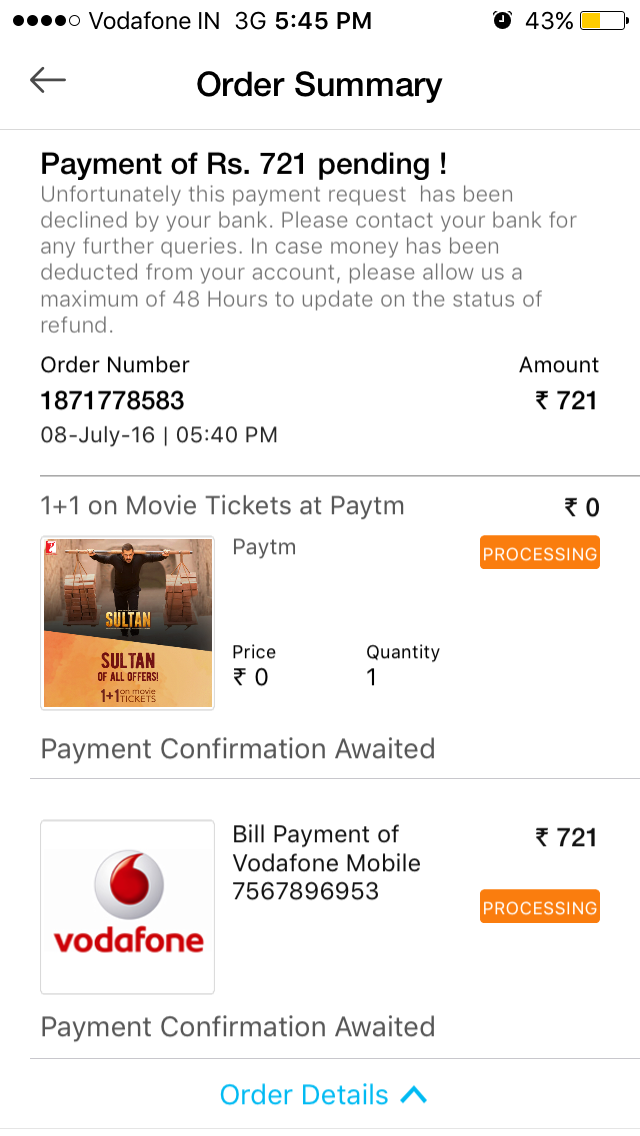 Vodafone IN 3G 5:45 PM 43%
Order Summary
Payment of Rs. 721 pending !
Unfortunately this payment request has been
declined by your bank. Please contact your bank for
any further queries. In case money has been
deducted from your account, please allow us a
maximum of 48 Hours to update on the status of
refund.
Order Number Amount
1871778583 ₹ 721
08-July-16 | 05:40 PM
1+1 on Movie Tickets at Paytm ₹ 0
Paytm
PROCESSING
SULTAN
SULTAN
OF ALL OFFERS!
1+1 on movie
TICKETS
Price Quantity
₹ 0 1
Payment Confirmation Awaited
Bill Payment of ₹ 721
Vodafone Mobile
7567896953
PROCESSING
vodafone
Payment Confirmation Awaited
Order Details